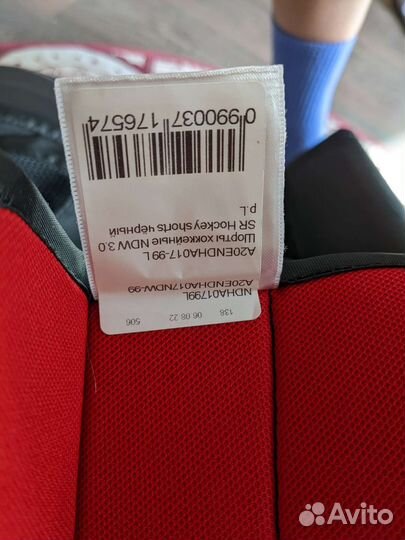 138 06 08 22 506
NDHA01799L
A20ENDHA017NDW-99
A20ENDHA017-99 L
Шорты хоккейные NDW 3.0
SR Hockey shorts чёрный
р.L
0 990037 176574
Avito